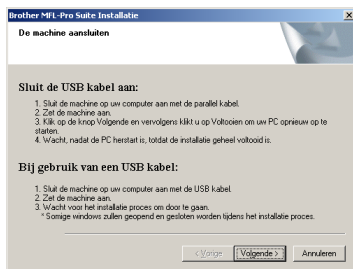 Brother MFL-Pro Suite Installatie
De machine aansluiten
Sluit de USB kabel aan:
1. Sluit de machine op uw computer aan met de parallel kabel.
2. Zet de machine aan.
3. Klik op de knop Volgende en vervolgens klikt u op Voltooien om uw PC opnieuw op te
starten.
4. Wacht, nadat de PC herstart is, totdat de installatie geheel voltooid is.
Bij gebruik van een USB kabel:
1. Sluit de machine op uw computer aan met de USB kabel.
2. Zet de machine aan.
3. Wacht voor het installatie proces om door te gaan.
* Somige windows zullen geopend en gesloten worden tijdens het installatie proces.
< Vorige Volgende > Annuleren